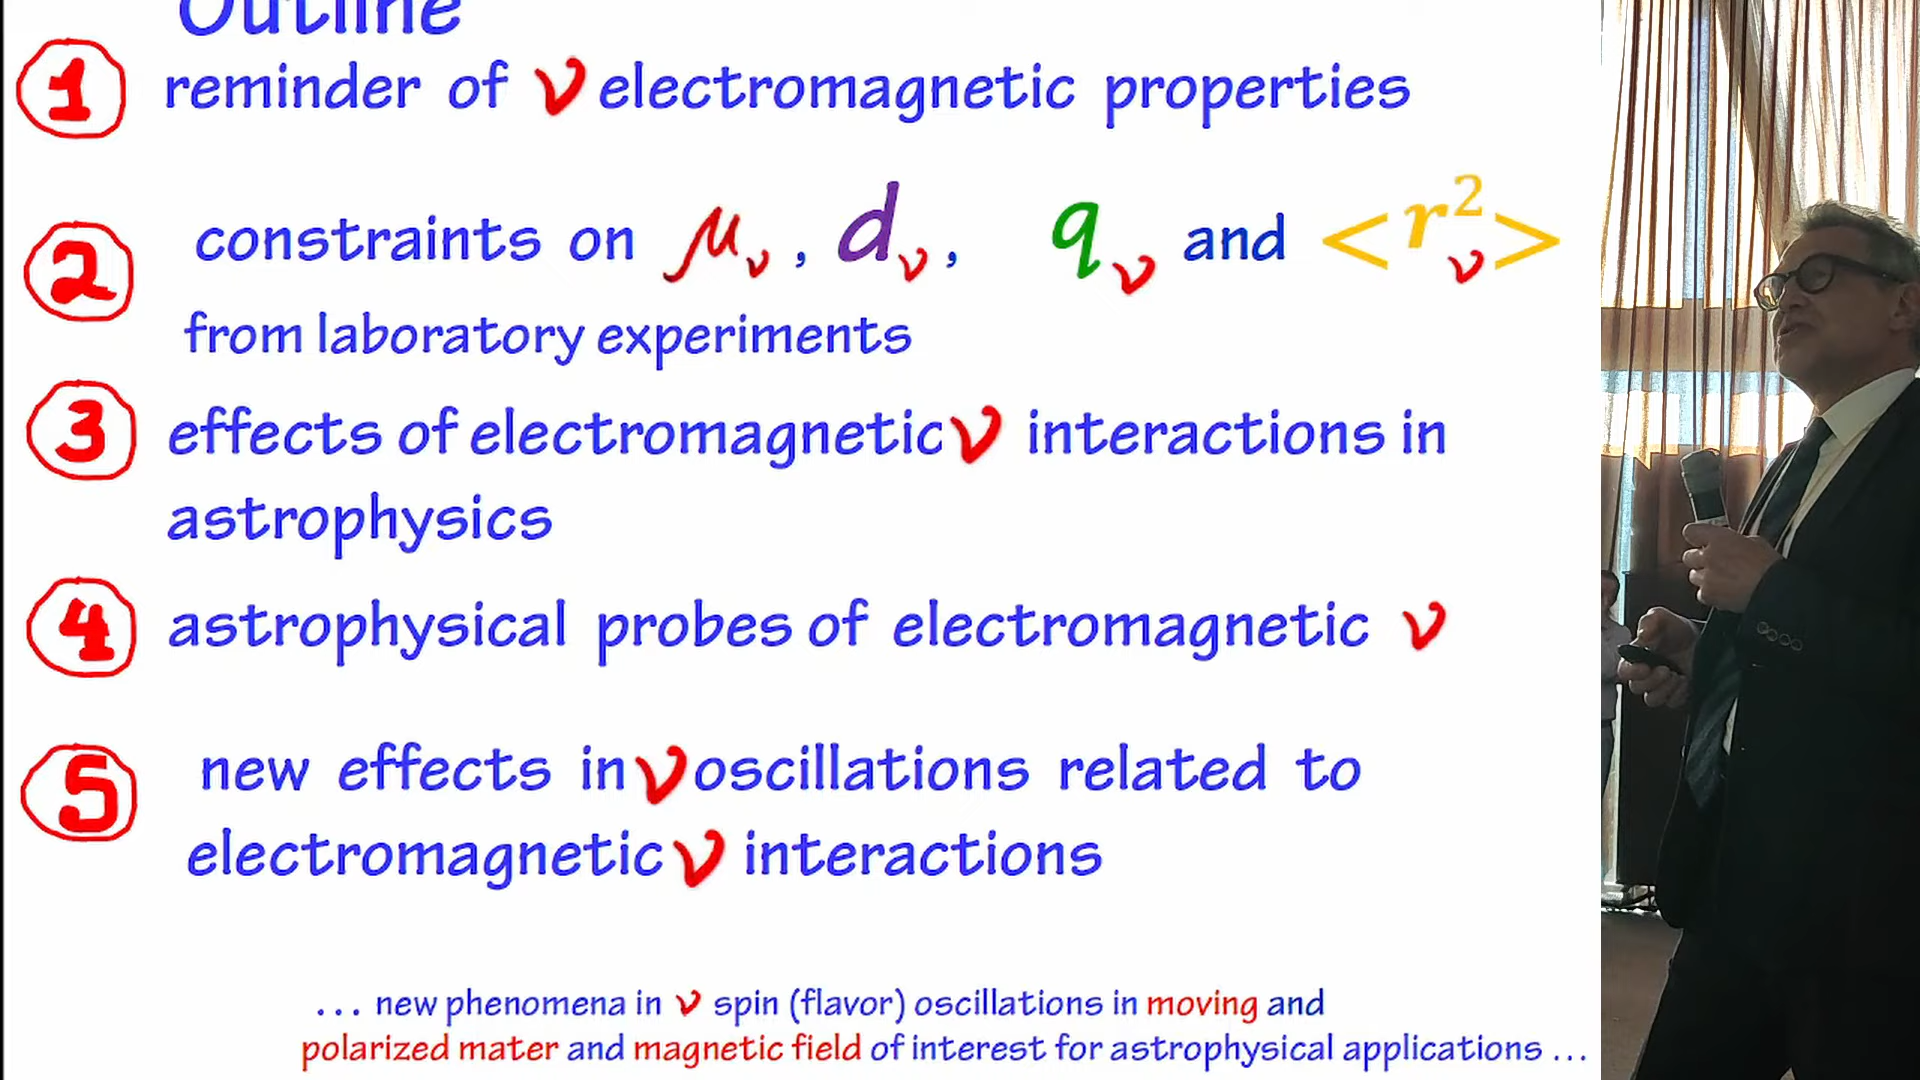 Outline
1 reminder of ν electromagnetic properties
2 constraints on μν , dν , qν and <r²ν>
from laboratory experiments
3 effects of electromagnetic ν interactions in
astrophysics
4 astrophysical probes of electromagnetic ν
5 new effects in ν oscillations related to
electromagnetic ν interactions
... new phenomena in ν spin (flavor) oscillations in moving and
polarized mater and magnetic field of interest for astrophysical applications ...